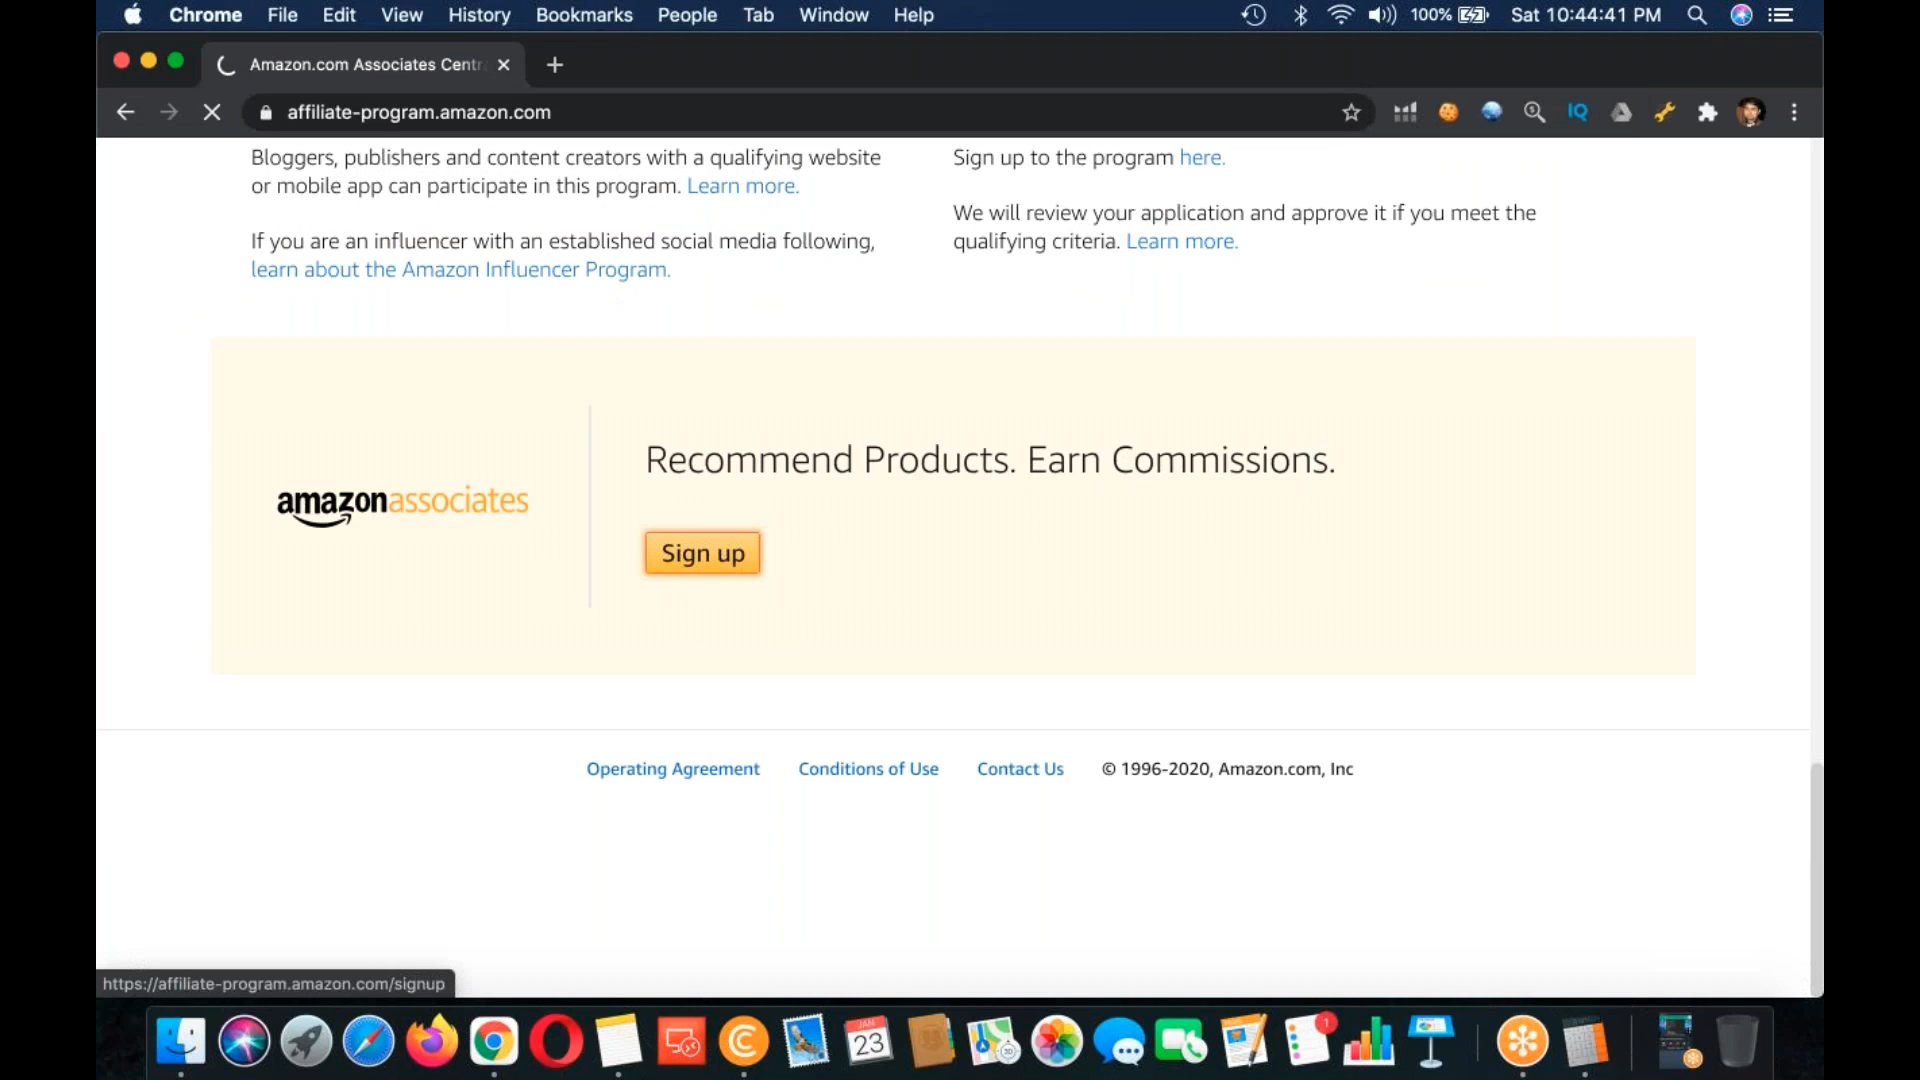 Chrome File Edit View History Bookmarks People Tab Window Help 100% Sat 10:44:41 PM
Amazon.com Associates Centr
affiliate-program.amazon.com
IQ
Bloggers, publishers and content creators with a qualifying website
or mobile app can participate in this program. Learn more.
If you are an influencer with an established social media following,
learn about the Amazon Influencer Program.
Sign up to the program here.
We will review your application and approve it if you meet the
qualifying criteria. Learn more.
amazonassociates
Recommend Products. Earn Commissions.
Sign up
Operating Agreement Conditions of Use Contact Us © 1996-2020, Amazon.com, Inc
https://affiliate-program.amazon.com/signup
JAN
23
3D
1